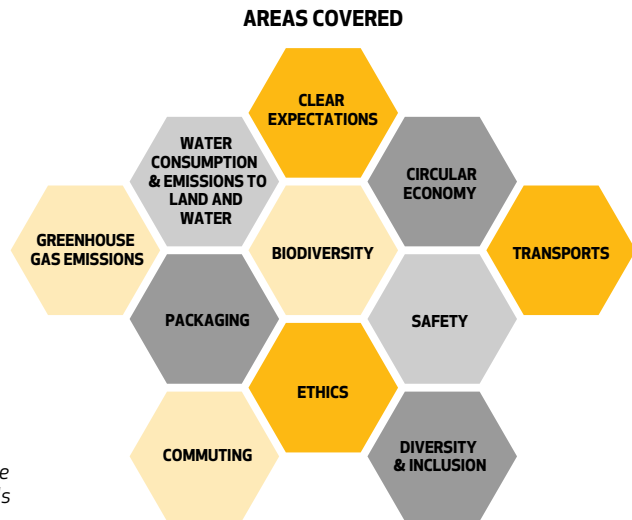 AREAS COVERED
CLEAR
EXPECTATIONS
WATER
CONSUMPTION
& EMISSIONS TO
LAND AND
WATER
CIRCULAR
ECONOMY
GREENHOUSE
GAS EMISSIONS
BIODIVERSITY
TRANSPORTS
PACKAGING
SAFETY
ETHICS
COMMUTING
DIVERSITY
& INCLUSION